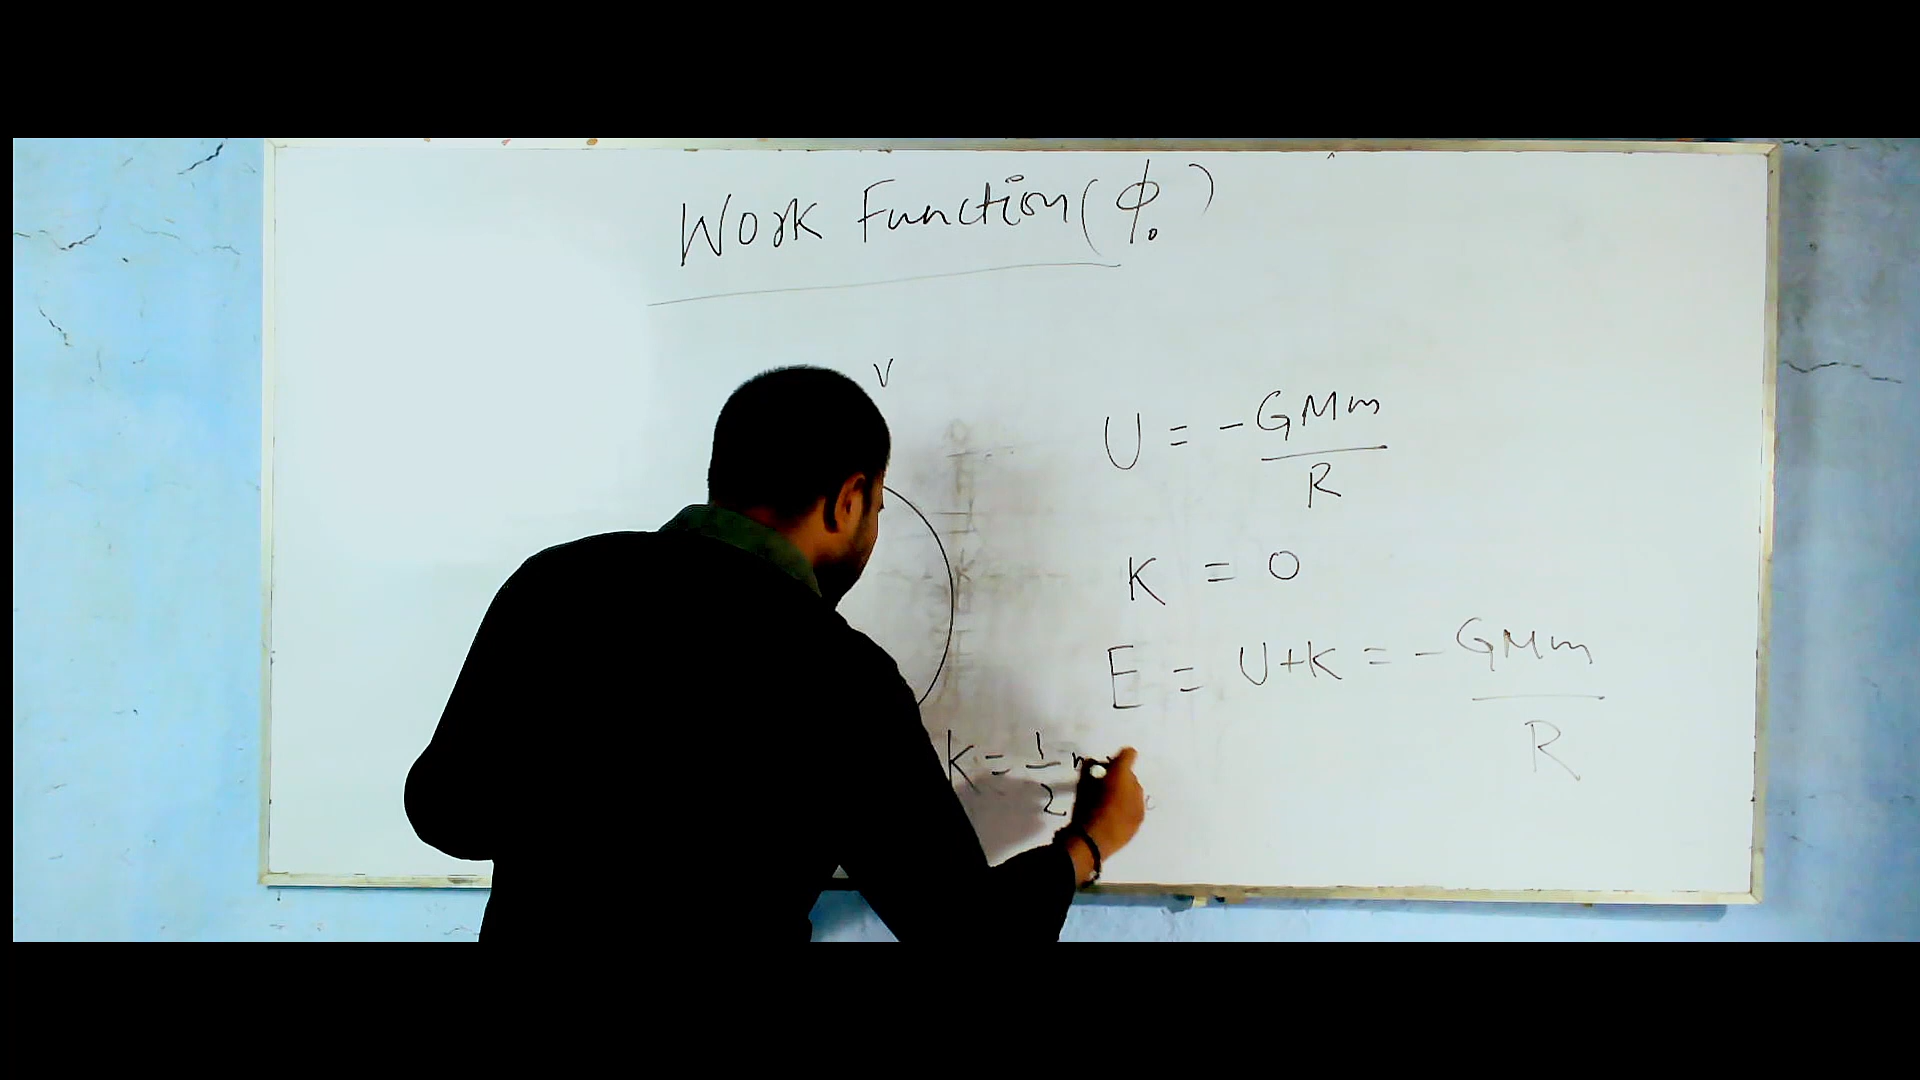 Work Function (ϕ₀)
V
U = - GMm / R
K = 0
E = U+K = - GMm / R
K = 1/2